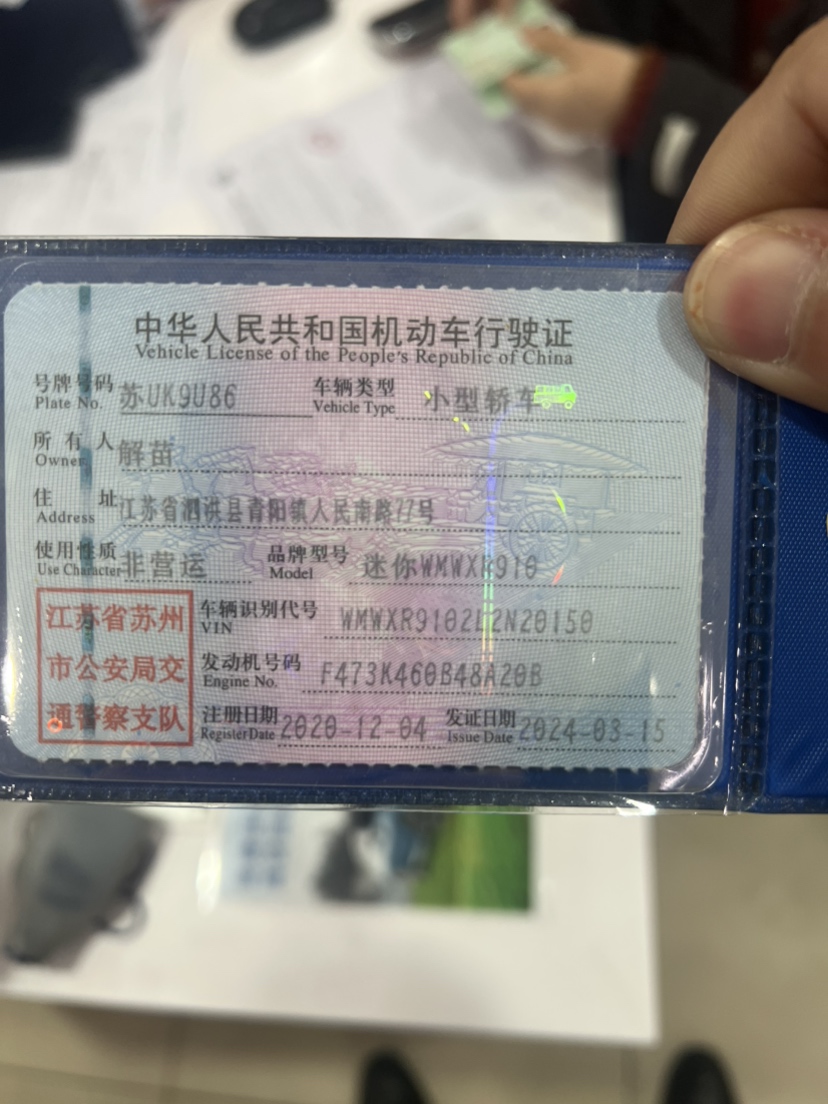 中华人民共和国机动车行驶证
Vehicle License of the People's Republic of China
号牌号码 苏UK9U86 车辆类型 小型轿车
Plate No. Vehicle Type
所有人 解苗
Owner
住址 江苏省泗洪县青阳镇人民南路77号
Address
使用性质 非营运 品牌型号 迷你WMWXR910
Use Character Model
江苏省苏州
市公安局交
通警察支队
车辆识别代号 WMWXR9102L2N20150
VIN
发动机号码 F473K460B48A20B
Engine No.
注册日期 2020-12-04 发证日期 2024-03-15
Register Date Issue Date